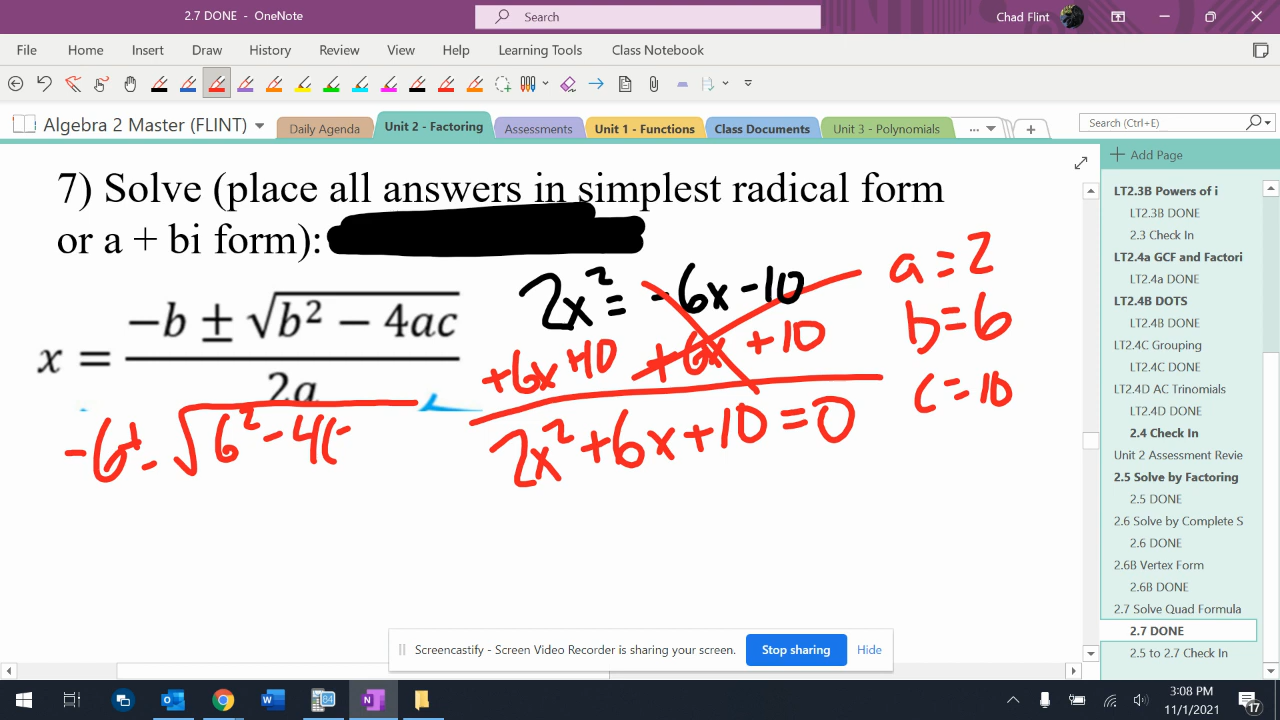 2.7 DONE - OneNote
Search
Chad Flint
File Home Insert Draw History Review View Help Learning Tools Class Notebook
Algebra 2 Master (FLINT)
Daily Agenda
Unit 2 - Factoring
Assessments
Unit 1 - Functions
Class Documents
Unit 3 - Polynomials
...
Search (Ctrl+E)
Add Page
7) Solve (place all answers in simplest radical form
or a + bi form):
2x² = -6x - 10
+6x +10 +6x +10
2x² + 6x + 10 = 0
a = 2
b = 6
c = 10
x = (-b ± √(b² - 4ac)) / 2a
-6 ± √6² - 4(
LT2.3B Powers of i
LT2.3B DONE
2.3 Check In
LT2.4a GCF and Factori
LT2.4a DONE
LT2.4B DOTS
LT2.4B DONE
LT2.4C Grouping
LT2.4C DONE
LT2.4D AC Trinomials
LT2.4D DONE
2.4 Check In
Unit 2 Assessment Revie
2.5 Solve by Factoring
2.5 DONE
2.6 Solve by Complete S
2.6 DONE
2.6B Vertex Form
2.6B DONE
2.7 Solve Quad Formula
2.7 DONE
2.5 to 2.7 Check In
Screencastify - Screen Video Recorder is sharing your screen.
Stop sharing
Hide
84
3:08 PM
11/1/2021
17